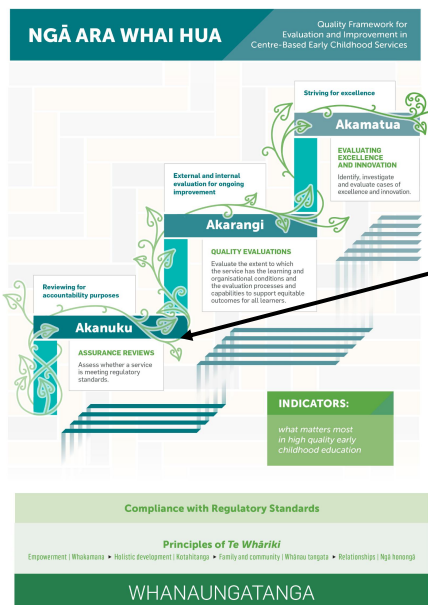 NGĀ ARA WHAI HUA
Quality Framework for
Evaluation and Improvement in
Centre-Based Early Childhood Services
Striving for excellence
Akamatua
EVALUATING
EXCELLENCE
AND INNOVATION
Identify, investigate
and evaluate cases of
excellence and innovation.
External and internal
evaluation for ongoing
improvement
Akarangi
QUALITY EVALUATIONS
Evaluate the extent to which
the service has the learning and
organisational conditions and
the evaluation processes and
capabilities to support equitable
outcomes for all learners.
Reviewing for
accountability purposes
Akanuku
ASSURANCE REVIEWS
Assess whether a service
is meeting regulatory
standards.
INDICATORS:
what matters most
in high quality early
childhood education
Compliance with Regulatory Standards
Principles of Te Whāriki
Empowerment | Whakamana ▸ Holistic development | Kotahitanga ▸ Family and community | Whānau tangata ▸ Relationships | Ngā hononga
WHANAUNGATANGA